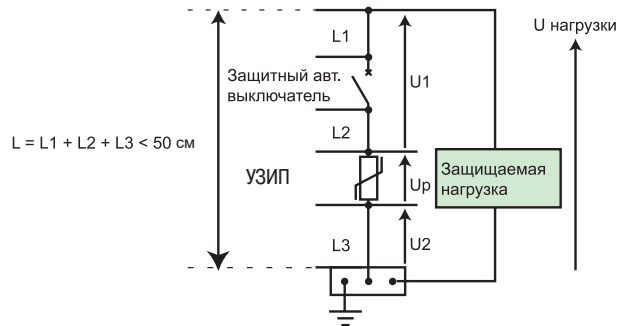 U нагрузки
L1
Защитный авт.
выключатель
U1
L = L1 + L2 + L3 < 50 см
L2
УЗИП
Up
Защищаемая
нагрузка
L3
U2